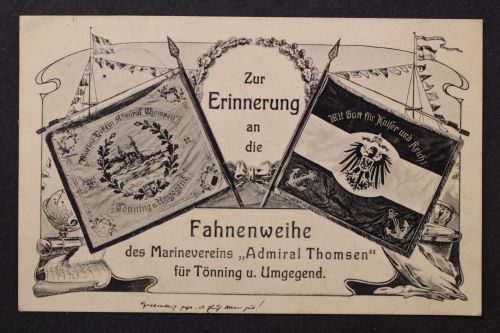 Zur
Erinnerung
an
die
Marine-Verein „Admiral Thomsen"
Tönning u. Umgegend.
Mit Gott für Kaiser und Reich!
Fahnenweihe
des Marinevereins „Admiral Thomsen"
für Tönning u. Umgegend.